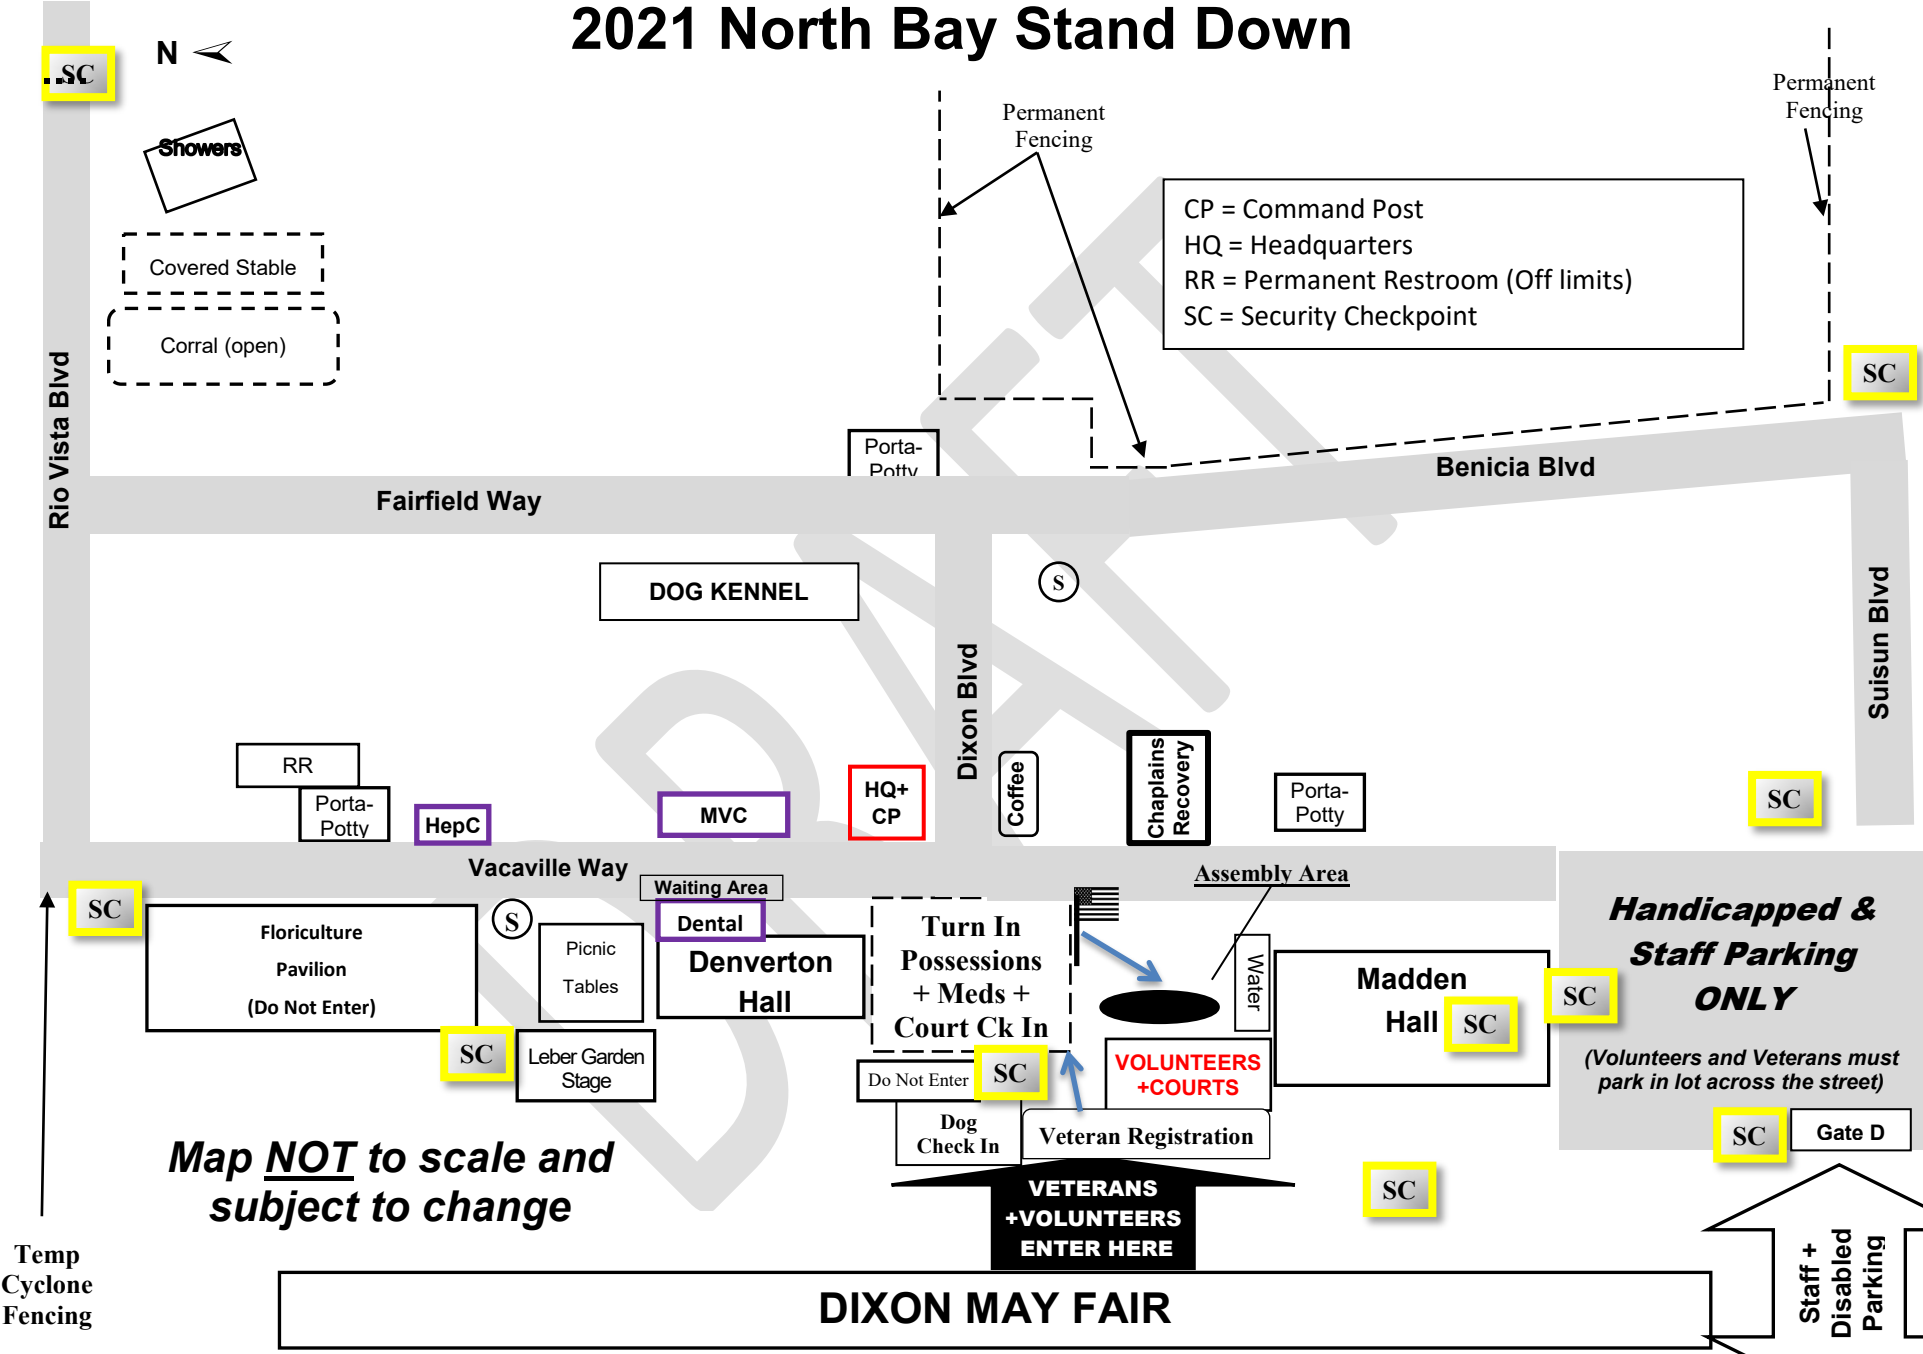 2021 North Bay Stand Down
SC
N
Showers
Covered Stable
Corral (open)
Rio Vista Blvd
Permanent
Fencing
Permanent
Fencing
CP = Command Post
HQ = Headquarters
RR = Permanent Restroom (Off limits)
SC = Security Checkpoint
SC
Porta-
Potty
Fairfield Way
Benicia Blvd
DOG KENNEL
S
Dixon Blvd
Suisun Blvd
RR
Porta-
Potty
HepC
MVC
HQ+
CP
Coffee
Chaplains
Recovery
Porta-
Potty
SC
Vacaville Way
Waiting Area
Assembly Area
SC
Floriculture
Pavilion
(Do Not Enter)
S
Picnic
Tables
Dental
Denverton
Hall
Turn In
Possessions
+ Meds +
Court Ck In
Water
Madden
Hall
SC
SC
Handicapped &
Staff Parking
ONLY
(Volunteers and Veterans must
park in lot across the street)
SC
Leber Garden
Stage
Do Not Enter
SC
VOLUNTEERS
+COURTS
Dog
Check In
Veteran Registration
SC
Gate D
Map NOT to scale and
subject to change
VETERANS
+VOLUNTEERS
ENTER HERE
SC
Temp
Cyclone
Fencing
DIXON MAY FAIR
Staff +
Disabled
Parking
DRAFT